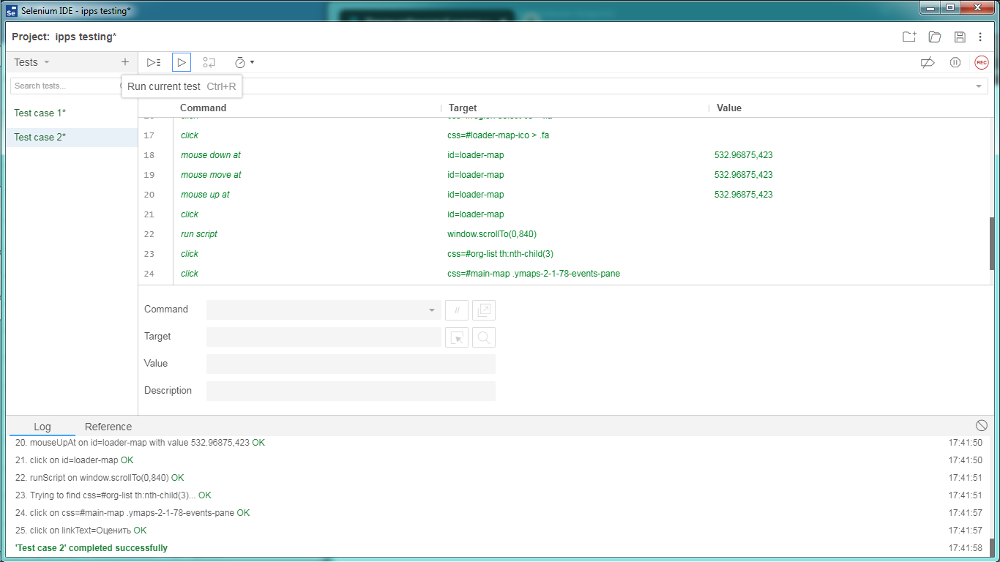 Selenium IDE - ipps testing*
Project: ipps testing*
Tests
Search tests...
Run current test Ctrl+R
REC
Test case 1*
Test case 2*
Command Target Value
17 click css=#loader-map-ico > .fa
18 mouse down at id=loader-map 532.96875,423
19 mouse move at id=loader-map 532.96875,423
20 mouse up at id=loader-map 532.96875,423
21 click id=loader-map
22 run script window.scrollTo(0,840)
23 click css=#org-list th:nth-child(3)
24 click css=#main-map .ymaps-2-1-78-events-pane
Command //
Target
Value
Description
Log Reference
20. mouseUpAt on id=loader-map with value 532.96875,423 OK 17:41:50
21. click on id=loader-map OK 17:41:50
22. runScript on window.scrollTo(0,840) OK 17:41:51
23. Trying to find css=#org-list th:nth-child(3)... OK 17:41:51
24. click on css=#main-map .ymaps-2-1-78-events-pane OK 17:41:57
25. click on linkText=Оценить OK 17:41:57
'Test case 2' completed successfully 17:41:58